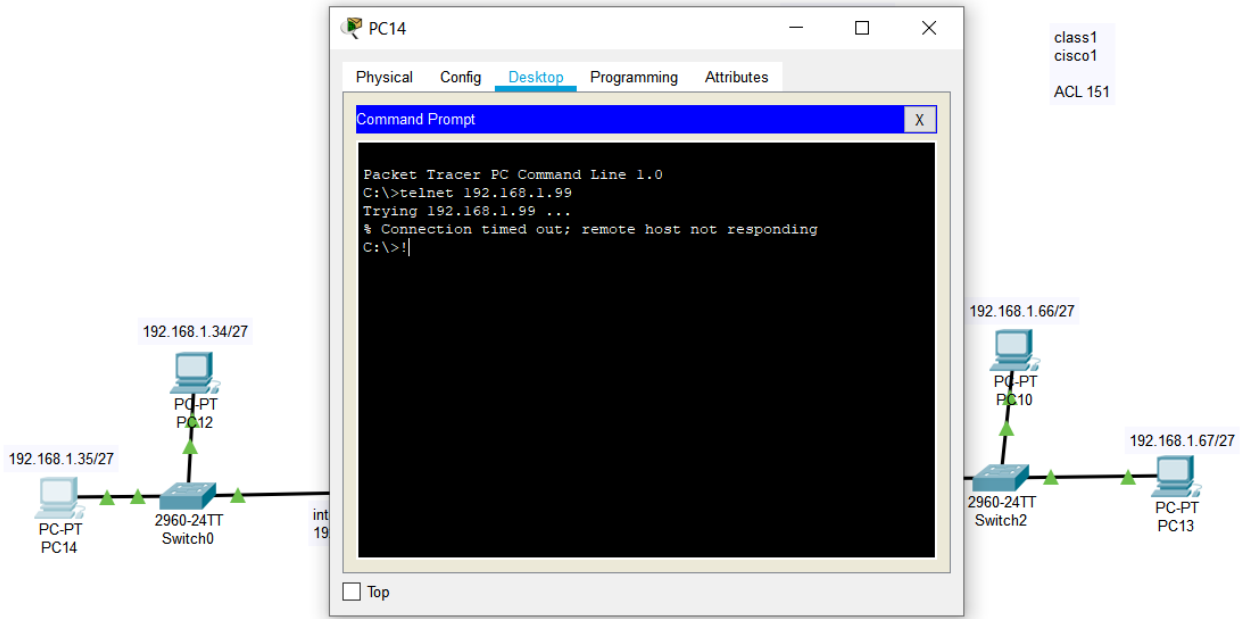 PC14
Physical Config Desktop Programming Attributes
Command Prompt
X
Packet Tracer PC Command Line 1.0
C:\>telnet 192.168.1.99
Trying 192.168.1.99 ...
% Connection timed out; remote host not responding
C:\>!
Top
class1
cisco1
ACL 151
192.168.1.34/27
PC-PT
PC12
192.168.1.35/27
PC-PT
PC14
2960-24TT
Switch0
int
19
192.168.1.66/27
PC-PT
PC10
192.168.1.67/27
2960-24TT
Switch2
PC-PT
PC13